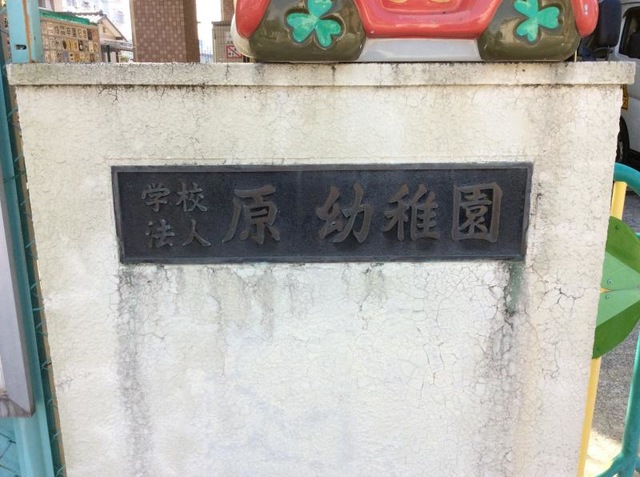 学校
法人
原 幼稚園